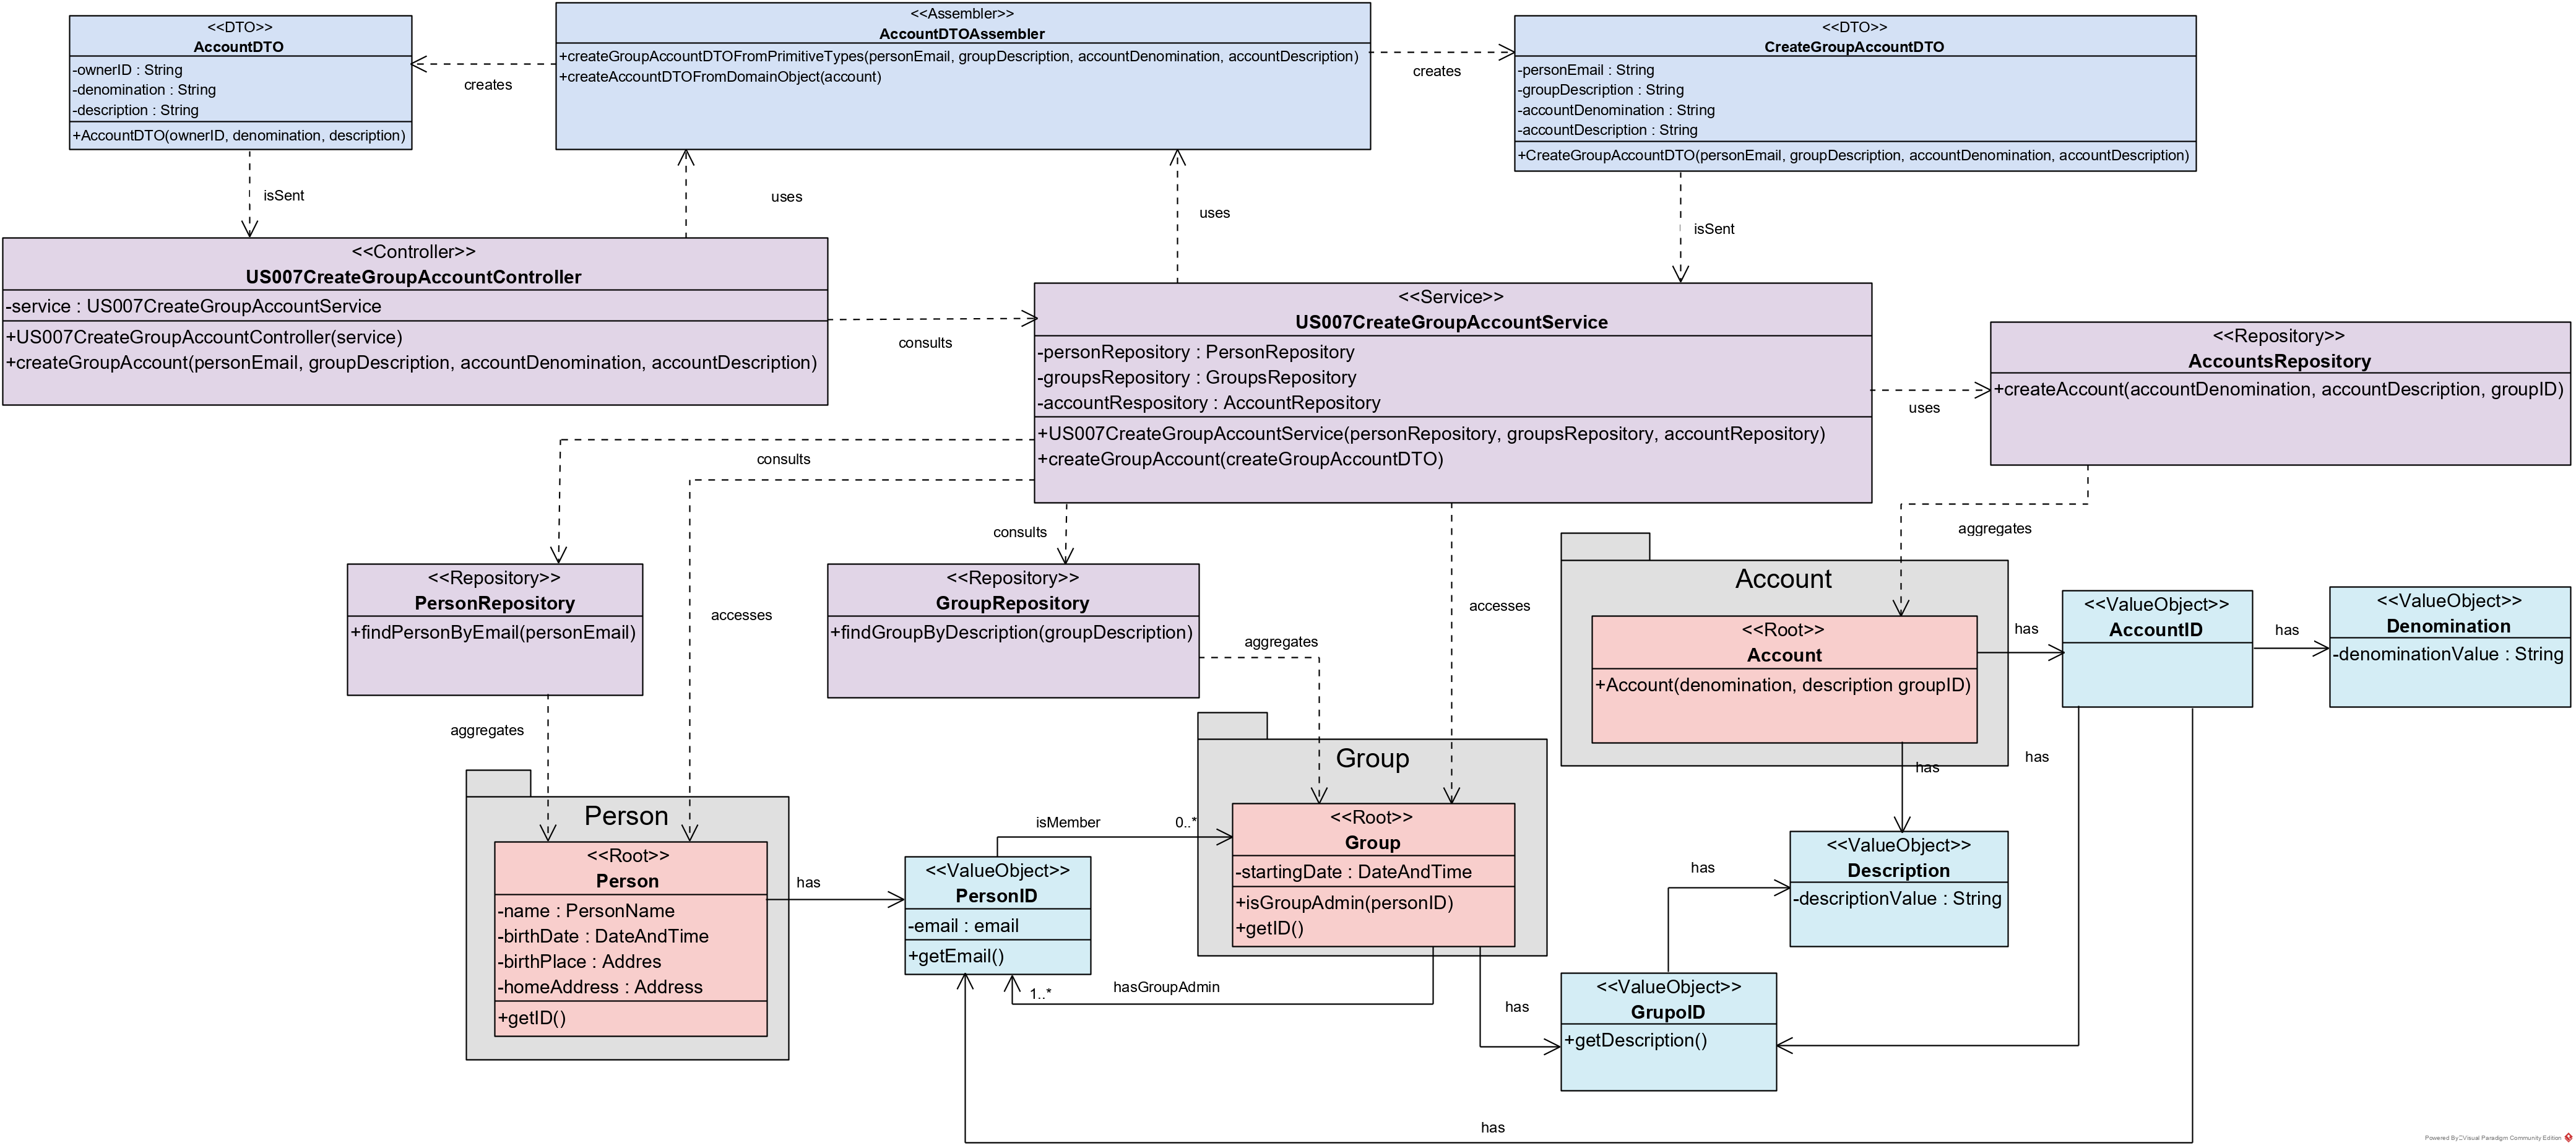 <<DTO>>
AccountDTO
-ownerID : String
-denomination : String
-description : String
+AccountDTO(ownerID, denomination, description)
creates
<<Assembler>>
AccountDTOAssembler
+createGroupAccountDTOFromPrimitiveTypes(personEmail, groupDescription, accountDenomination, accountDescription)
+createAccountDTOFromDomainObject(account)
creates
<<DTO>>
CreateGroupAccountDTO
-personEmail : String
-groupDescription : String
-accountDenomination : String
-accountDescription : String
+CreateGroupAccountDTO(personEmail, groupDescription, accountDenomination, accountDescription)
isSent
uses
uses
isSent
<<Controller>>
US007CreateGroupAccountController
-service : US007CreateGroupAccountService
+US007CreateGroupAccountController(service)
+createGroupAccount(personEmail, groupDescription, accountDenomination, accountDescription)
consults
<<Service>>
US007CreateGroupAccountService
-personRepository : PersonRepository
-groupsRepository : GroupsRepository
-accountRespository : AccountRepository
+US007CreateGroupAccountService(personRepository, groupsRepository, accountRepository)
+createGroupAccount(createGroupAccountDTO)
uses
<<Repository>>
AccountsRepository
+createAccount(accountDenomination, accountDescription, groupID)
consults
consults
accesses
accesses
aggregates
<<Repository>>
PersonRepository
+findPersonByEmail(personEmail)
<<Repository>>
GroupRepository
+findGroupByDescription(groupDescription)
aggregates
aggregates
Account
<<Root>>
Account
+Account(denomination, description groupID)
has
<<ValueObject>>
AccountID
has
<<ValueObject>>
Denomination
-denominationValue : String
has
has
Person
<<Root>>
Person
-name : PersonName
-birthDate : DateAndTime
-birthPlace : Addres
-homeAddress : Address
+getID()
has
<<ValueObject>>
PersonID
-email : email
+getEmail()
isMember
0..*
Group
<<Root>>
Group
-startingDate : DateAndTime
+isGroupAdmin(personID)
+getID()
hasGroupAdmin
1..*
has
<<ValueObject>>
Description
-descriptionValue : String
has
<<ValueObject>>
GrupoID
+getDescription()
has
Powered By Visual Paradigm Community Edition